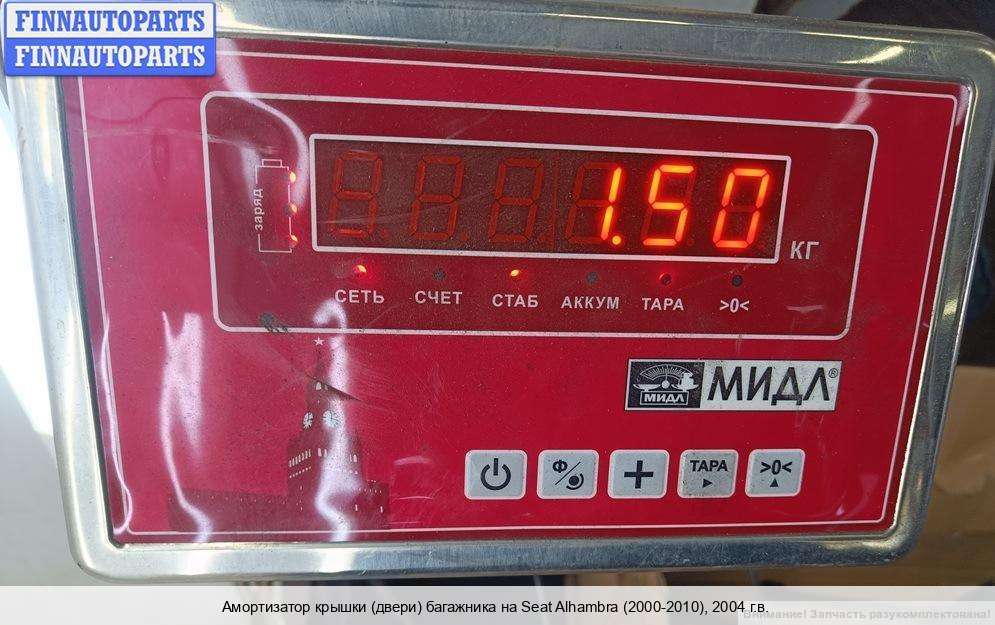 FINNAUTOPARTS
FINNAUTOPARTS
заряд
1.50
КГ
СЕТЬ СЧЕТ СТАБ АККУМ ТАРА >0<
МИДЛ МИДЛ®
Ф ТАРА >0<
Амортизатор крышки (двери) багажника на Seat Alhambra (2000-2010), 2004 г.в.
Внимание! Запчасть разукомплектована!